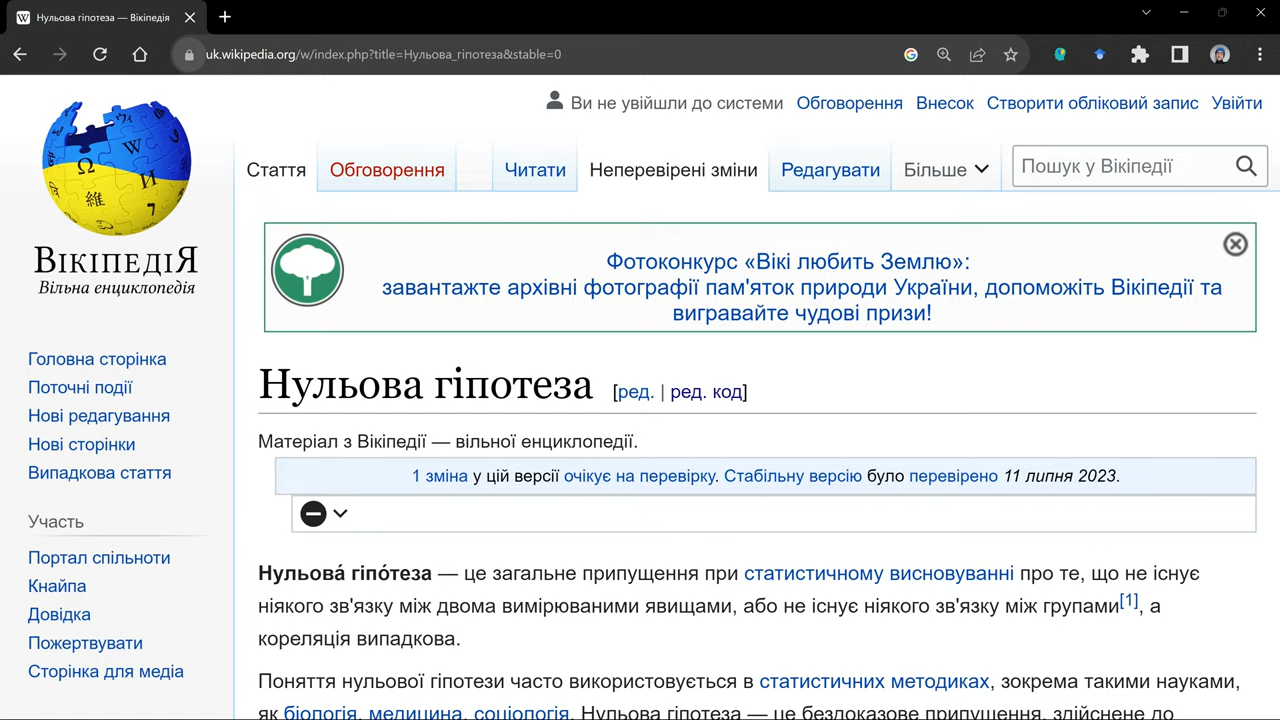 Нульова гіпотеза — Вікіпедія
uk.wikipedia.org/w/index.php?title=Нульова_гіпотеза&stable=0
Ви не увійшли до системи Обговорення Внесок Створити обліковий запис Увійти
Стаття Обговорення Читати Неперевірені зміни Редагувати Більше Пошук у Вікіпедії
ВІКІПЕДІЯ
Вільна енциклопедія
Фотоконкурс «Вікі любить Землю»:
завантажте архівні фотографії пам'яток природи України, допоможіть Вікіпедії та
вигравайте чудові призи!
Головна сторінка
Поточні події
Нові редагування
Нові сторінки
Випадкова стаття
Участь
Портал спільноти
Кнайпа
Довідка
Пожертвувати
Сторінка для медіа
Нульова гіпотеза [ред. | ред. код]
Матеріал з Вікіпедії — вільної енциклопедії.
1 зміна у цій версії очікує на перевірку. Стабільну версію було перевірено 11 липня 2023.
Нульова́ гіпо́теза — це загальне припущення при статистичному висновуванні про те, що не існує
ніякого зв'язку між двома вимірюваними явищами, або не існує ніякого зв'язку між групами[1], а
кореляція випадкова.
Поняття нульової гіпотези часто використовується в статистичних методиках, зокрема такими науками,
як біологія, медицина, соціологія. Нульова гіпотеза — це бездоказове припущення, здійснене до